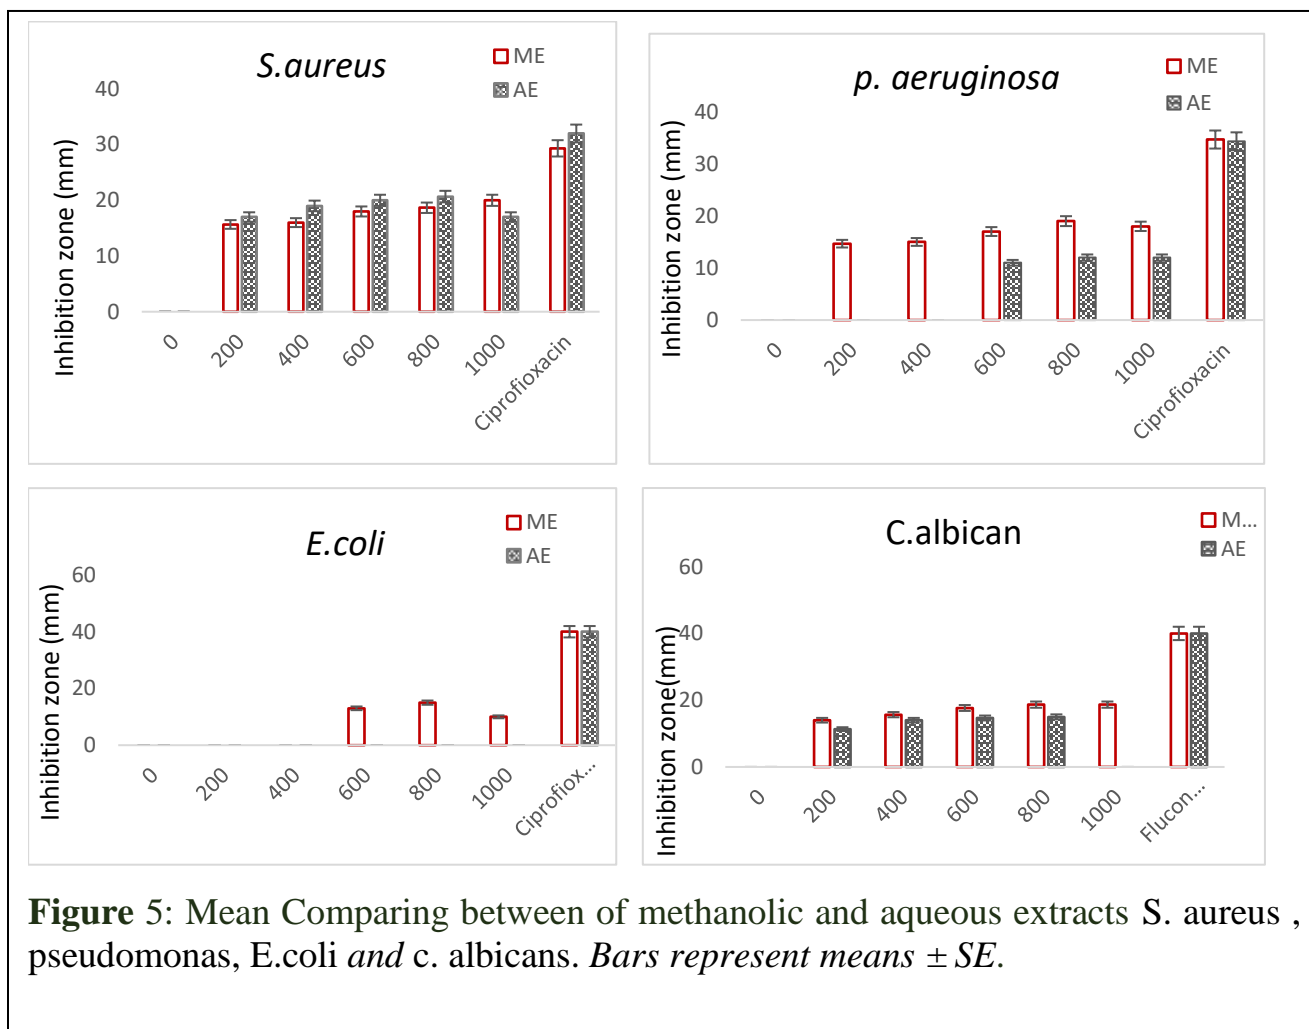 S.aureus
ME
AE
Inhibition zone (mm)
40
30
20
10
0
0
200
400
600
800
1000
Ciprofioxacin
p. aeruginosa
ME
AE
Inhibition zone (mm)
40
30
20
10
0
0
200
400
600
800
1000
Ciprofioxacin
E.coli
ME
AE
Inhibition zone (mm)
60
40
20
0
0
200
400
600
800
1000
Ciprofiox...
C.albican
M...
AE
Inhibition zone(mm)
60
40
20
0
0
200
400
600
800
1000
Flucon...
Figure 5: Mean Comparing between of methanolic and aqueous extracts S. aureus ,
pseudomonas, E.coli and c. albicans. Bars represent means ± SE.